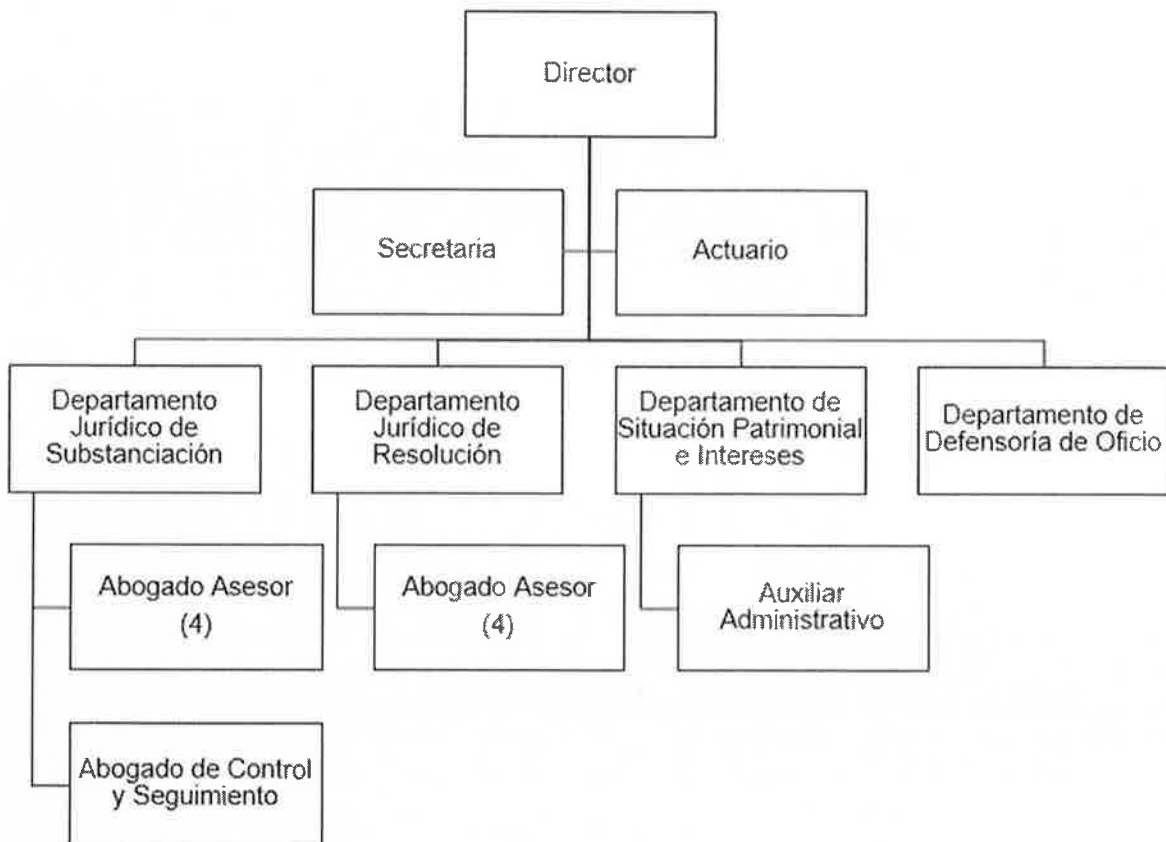 Director
Secretaria
Actuario
Departamento
Jurídico de
Substanciación
Departamento
Jurídico de
Resolución
Departamento de
Situación Patrimonial
e Intereses
Departamento de
Defensoría de Oficio
Abogado Asesor
(4)
Abogado Asesor
(4)
Auxiliar
Administrativo
Abogado de Control
y Seguimiento